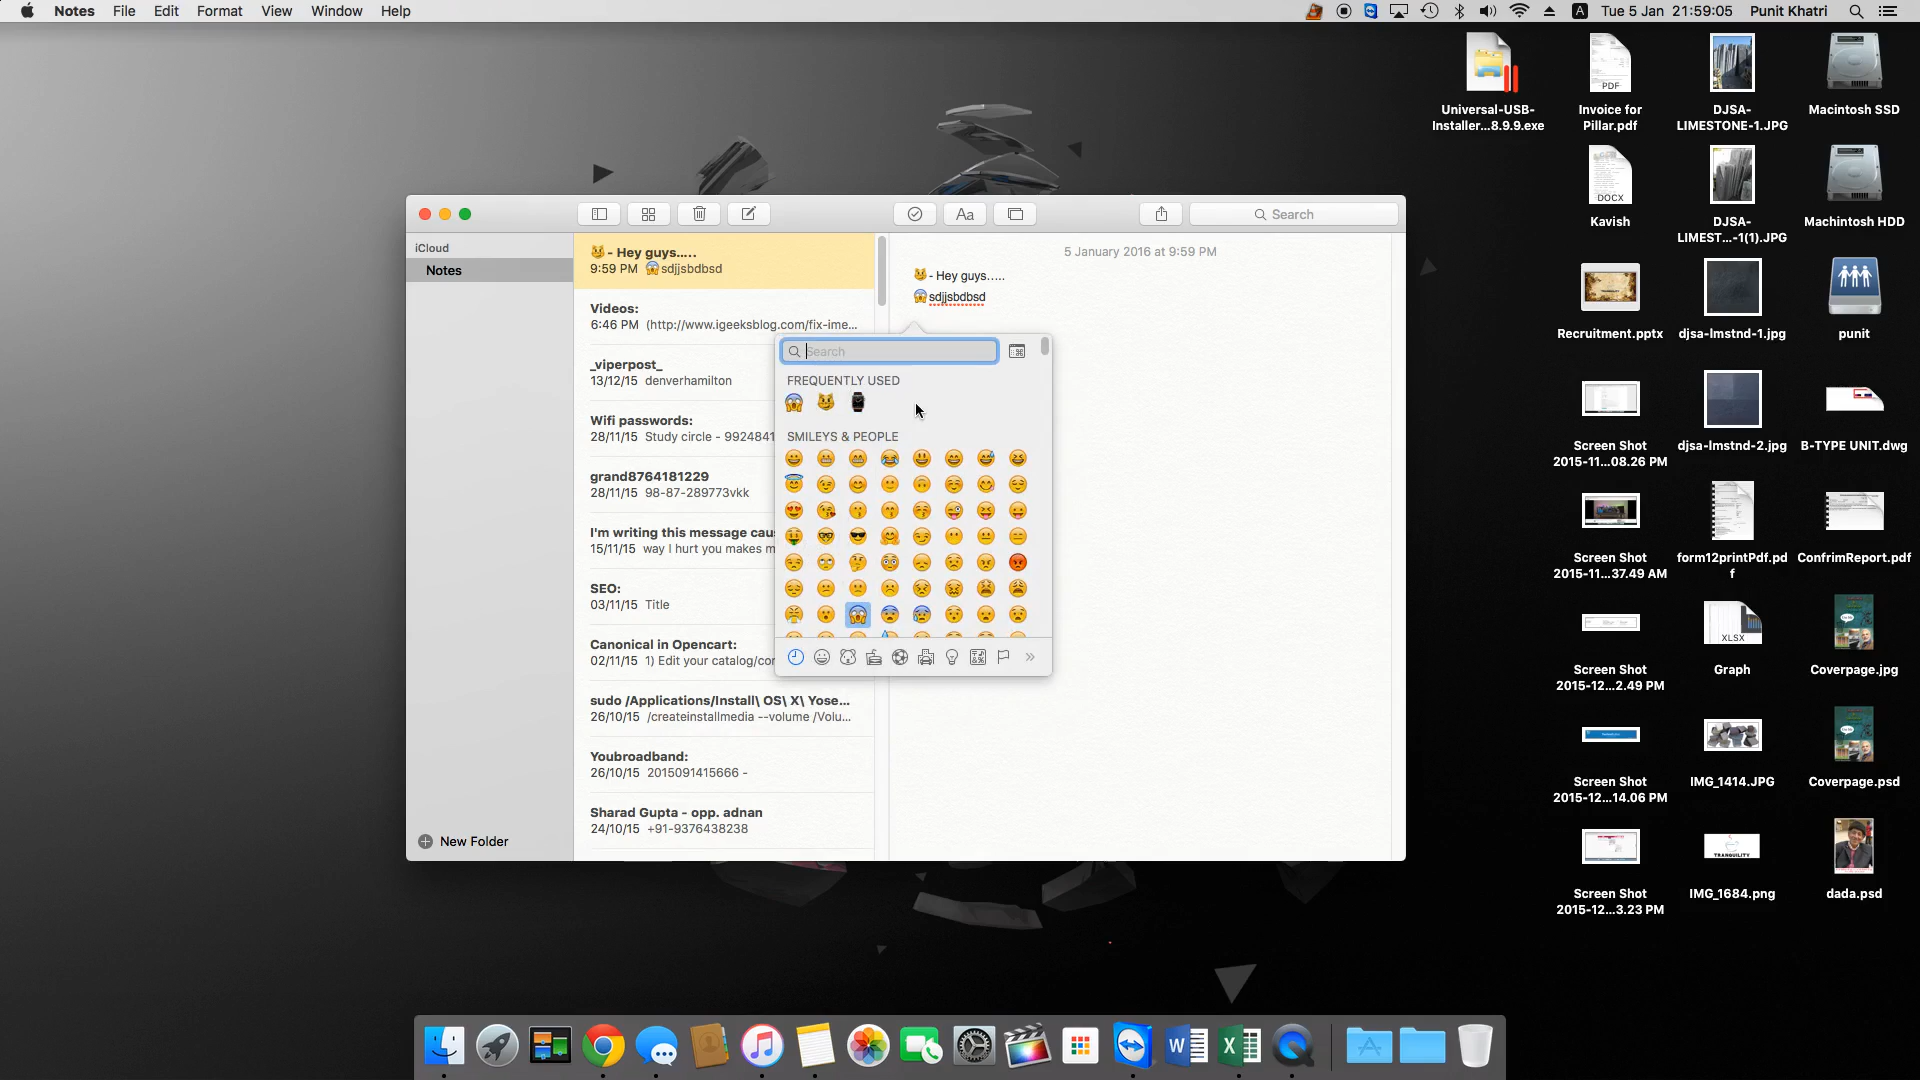 Notes File Edit Format View Window Help
A Tue 5 Jan 21:59:05 Punit Khatri
Universal-USB-
Installer...8.9.9.exe
PDF
Invoice for
Pillar.pdf
DJSA-
LIMESTONE-1.JPG
Macintosh SSD
DOCX
Kavish
DJSA-
LIMEST...-1(1).JPG
Machintosh HDD
Recruitment.pptx
djsa-lmstnd-1.jpg
punit
Screen Shot
2015-11...08.26 PM
djsa-lmstnd-2.jpg
B-TYPE UNIT.dwg
Screen Shot
2015-11...37.49 AM
form12printPdf.pd
f
ConfrimReport.pdf
Screen Shot
2015-12...2.49 PM
XLSX
Graph
Coverpage.jpg
Screen Shot
2015-12...14.06 PM
IMG_1414.JPG
Coverpage.psd
Screen Shot
2015-12...3.23 PM
TRANQUILITY
IMG_1684.png
dada.psd
Aa
Search
iCloud
Notes
New Folder
😼- Hey guys.....
9:59 PM 😱sdjjsbdbsd
Videos:
6:46 PM (http://www.igeeksblog.com/fix-ime...
_viperpost_
13/12/15 denverhamilton
Wifi passwords:
28/11/15 Study circle - 9924841
grand8764181229
28/11/15 98-87-289773vkk
I'm writing this message cau
15/11/15 way I hurt you makes m
SEO:
03/11/15 Title
Canonical in Opencart:
02/11/15 1) Edit your catalog/cor
sudo /Applications/Install\ OS\ X\ Yose...
26/10/15 /createinstallmedia --volume /Volu...
Youbroadband:
26/10/15 2015091415666 -
Sharad Gupta - opp. adnan
24/10/15 +91-9376438238
5 January 2016 at 9:59 PM
😼- Hey guys.....
😱sdjjsbdbsd
Search
FREQUENTLY USED
SMILEYS & PEOPLE